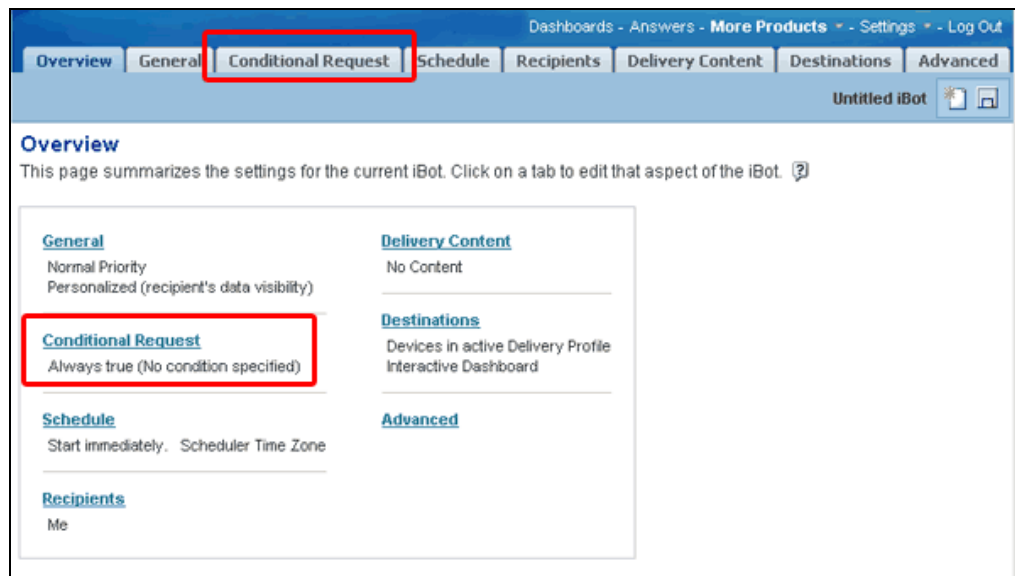 Dashboards - Answers - More Products - Settings - Log Out
Overview General Conditional Request Schedule Recipients Delivery Content Destinations Advanced
Untitled iBot
Overview
This page summarizes the settings for the current iBot. Click on a tab to edit that aspect of the iBot.
General
Normal Priority
Personalized (recipient's data visibility)
Conditional Request
Always true (No condition specified)
Schedule
Start immediately. Scheduler Time Zone
Recipients
Me
Delivery Content
No Content
Destinations
Devices in active Delivery Profile
Interactive Dashboard
Advanced